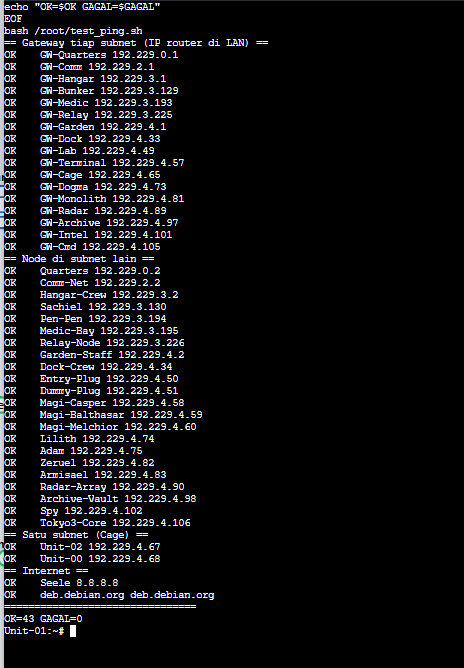 echo "OK=$OK GAGAL=$GAGAL"
EOF
bash /root/test_ping.sh
== Gateway tiap subnet (IP router di LAN) ==
OK    GW-Quarters 192.229.0.1
OK    GW-Comm 192.229.2.1
OK    GW-Hangar 192.229.3.1
OK    GW-Bunker 192.229.3.129
OK    GW-Medic 192.229.3.193
OK    GW-Relay 192.229.3.225
OK    GW-Garden 192.229.4.1
OK    GW-Dock 192.229.4.33
OK    GW-Lab 192.229.4.49
OK    GW-Terminal 192.229.4.57
OK    GW-Cage 192.229.4.65
OK    GW-Dogma 192.229.4.73
OK    GW-Monolith 192.229.4.81
OK    GW-Radar 192.229.4.89
OK    GW-Archive 192.229.4.97
OK    GW-Intel 192.229.4.101
OK    GW-Cmd 192.229.4.105
== Node di subnet lain ==
OK    Quarters 192.229.0.2
OK    Comm-Net 192.229.2.2
OK    Hangar-Crew 192.229.3.2
OK    Sachiel 192.229.3.130
OK    Pen-Pen 192.229.3.194
OK    Medic-Bay 192.229.3.195
OK    Relay-Node 192.229.3.226
OK    Garden-Staff 192.229.4.2
OK    Dock-Crew 192.229.4.34
OK    Entry-Plug 192.229.4.50
OK    Dummy-Plug 192.229.4.51
OK    Magi-Casper 192.229.4.58
OK    Magi-Balthasar 192.229.4.59
OK    Magi-Melchior 192.229.4.60
OK    Lilith 192.229.4.74
OK    Adam 192.229.4.75
OK    Zeruel 192.229.4.82
OK    Armisael 192.229.4.83
OK    Radar-Array 192.229.4.90
OK    Archive-Vault 192.229.4.98
OK    Spy 192.229.4.102
OK    Tokyo3-Core 192.229.4.106
== Satu subnet (Cage) ==
OK    Unit-02 192.229.4.67
OK    Unit-00 192.229.4.68
== Internet ==
OK    Seele 8.8.8.8
OK    deb.debian.org deb.debian.org
================================
OK=43 GAGAL=0
Unit-01:~#